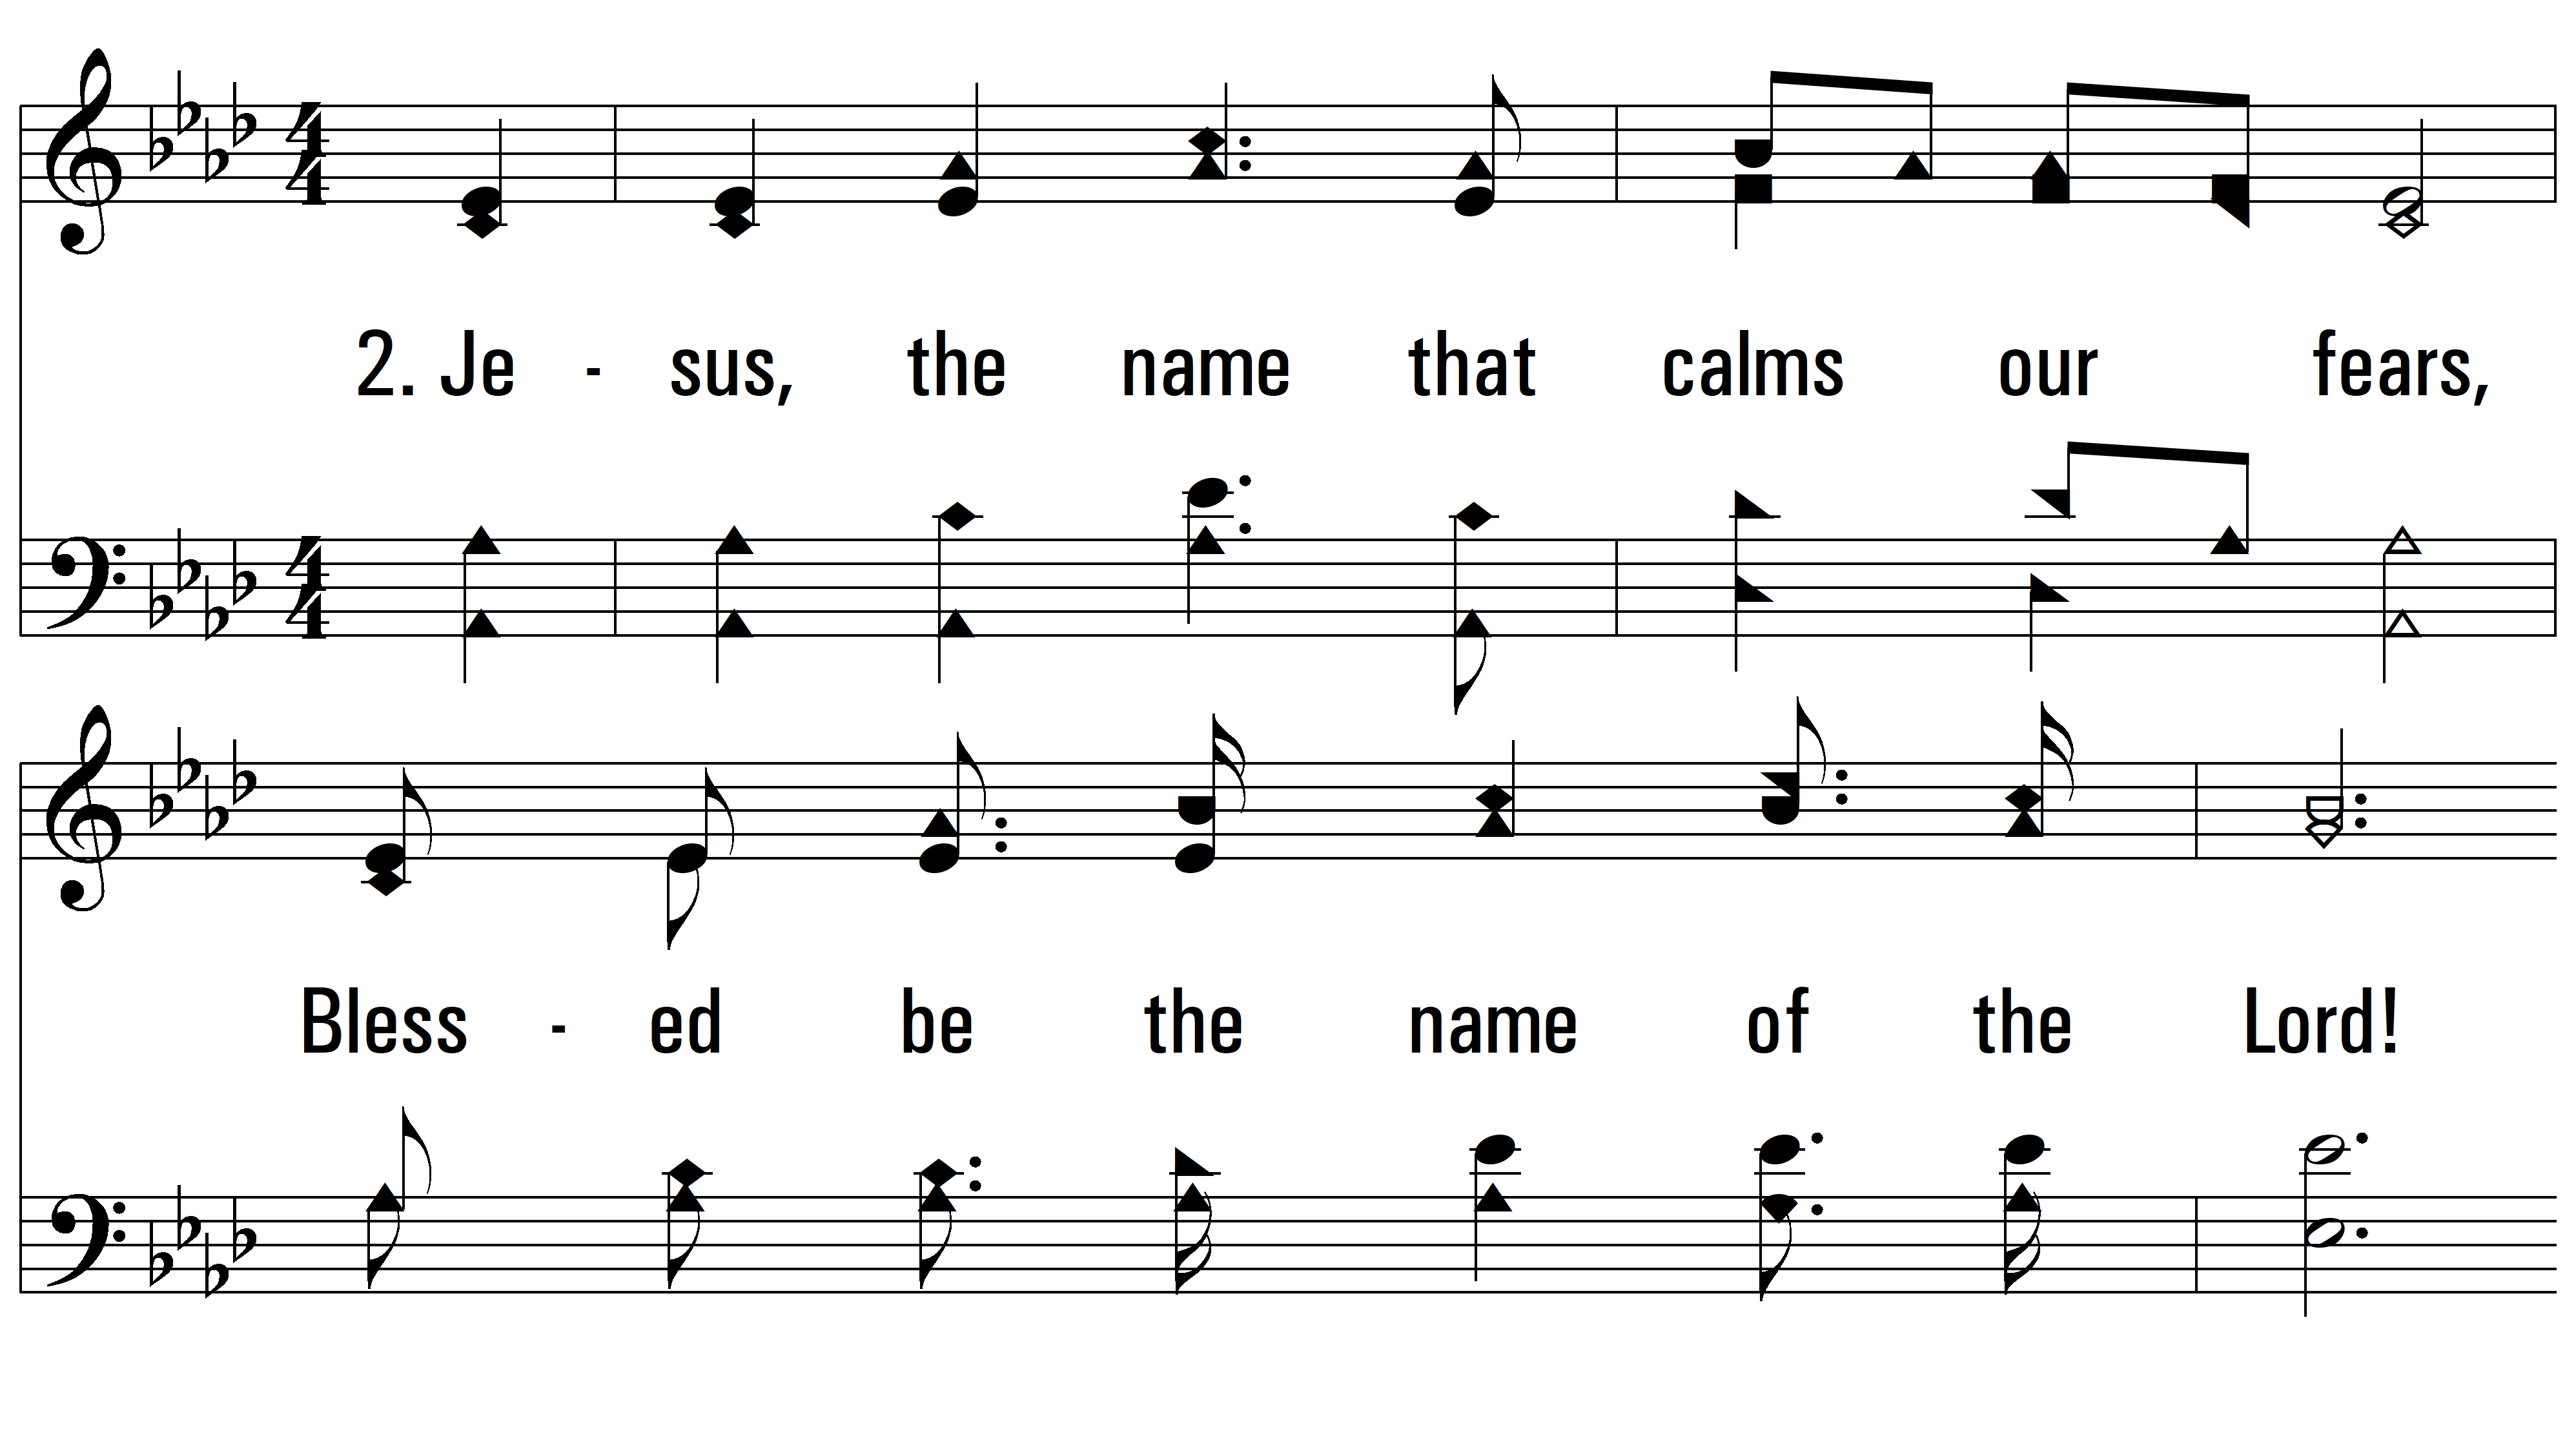 2. Je - sus, the name that calms our fears,
Bless - ed be the name of the Lord!